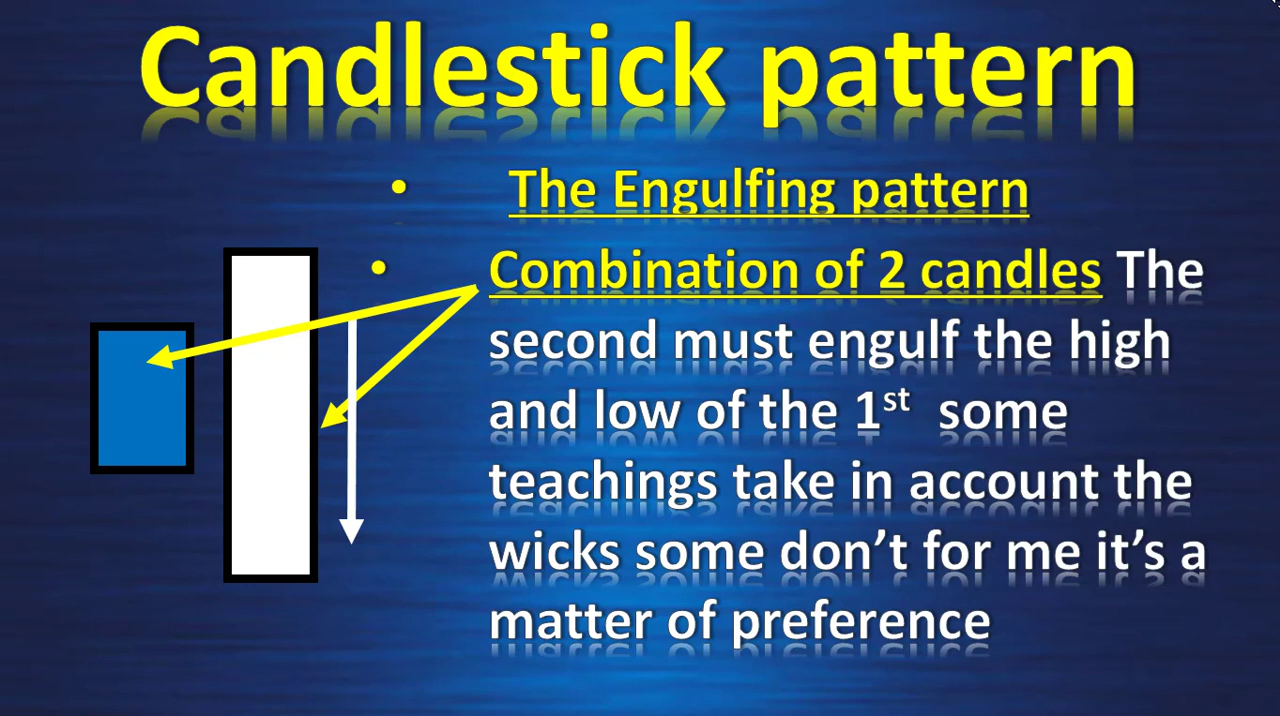 Candlestick pattern
• The Engulfing pattern
• Combination of 2 candles The
second must engulf the high
and low of the 1st some
teachings take in account the
wicks some don’t for me it’s a
matter of preference